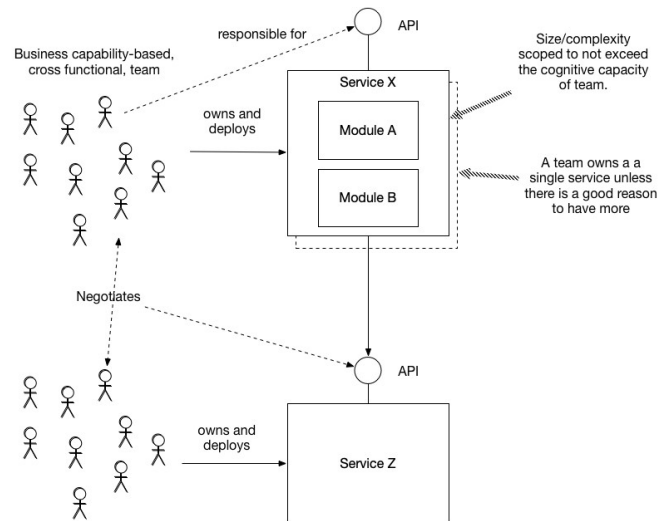 Business capability-based,
cross functional, team
responsible for
API
Size/complexity
scoped to not exceed
the cognitive capacity
of team.
Service X
owns and
deploys
Module A
Module B
A team owns a a
single service unless
there is a good reason
to have more
Negotiates
API
owns and
deploys
Service Z